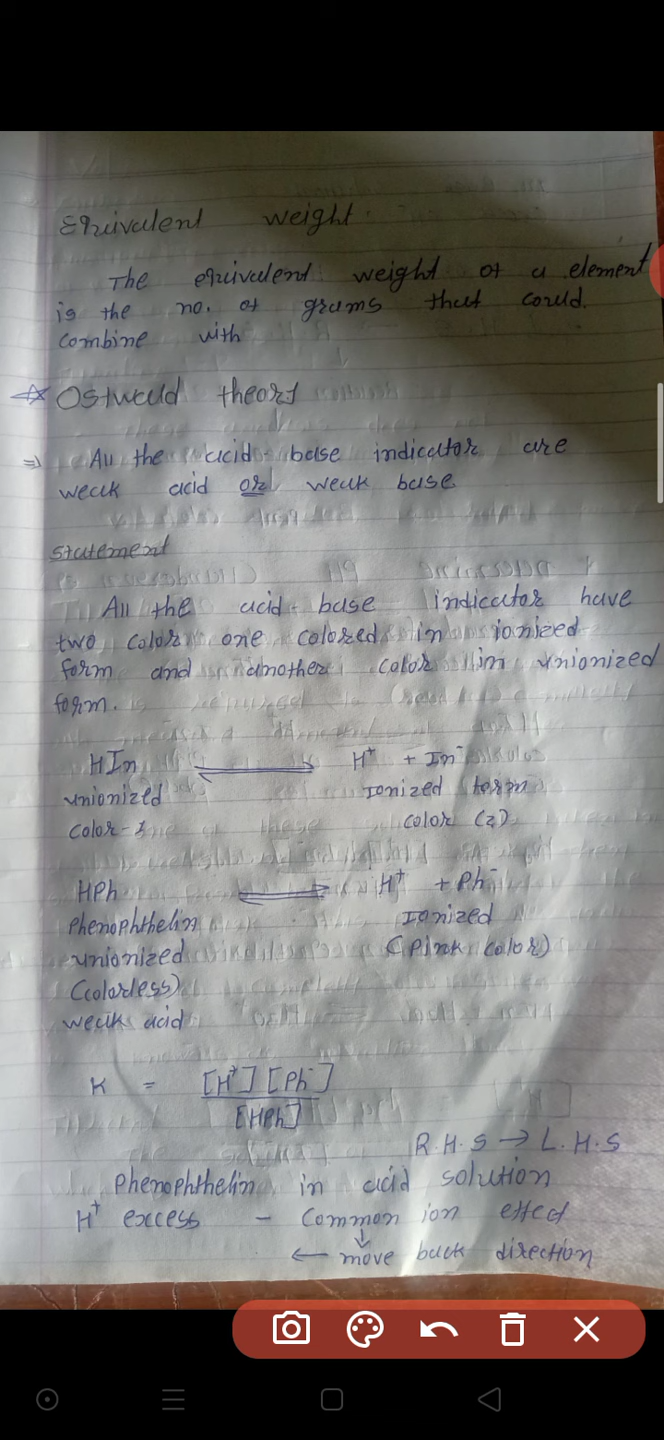 Equivalent weight.
The equivalent weight of a element
is the no. of grams that could
combine with
Ostwald theory
⇒ All the acid-base indicator are
weak acid or weak base
Statement
All the acid-base indicator have
two color one colored in ionized
form and another color in unionized
form.
HIn ⇌ H⁺ + In⁻
unionized Ionized form
color-1 color (2)
HPh ⇌ H⁺ + Ph⁻
Phenophthelin Ionized
unionized (Pink color)
(colorless)
weak acid
K = [H⁺] [Ph⁻]
[HPh]
R.H.S → L.H.S
Phenophthelin in acid solution
H⁺ excess - Common ion effect
↓
← move back direction